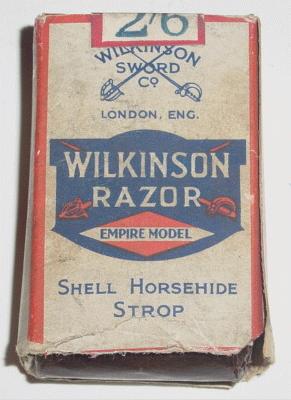 2'6
WILKINSON
SWORD
Cº
LONDON, ENG.
WILKINSON
RAZOR
EMPIRE MODEL
SHELL HORSEHIDE
STROP